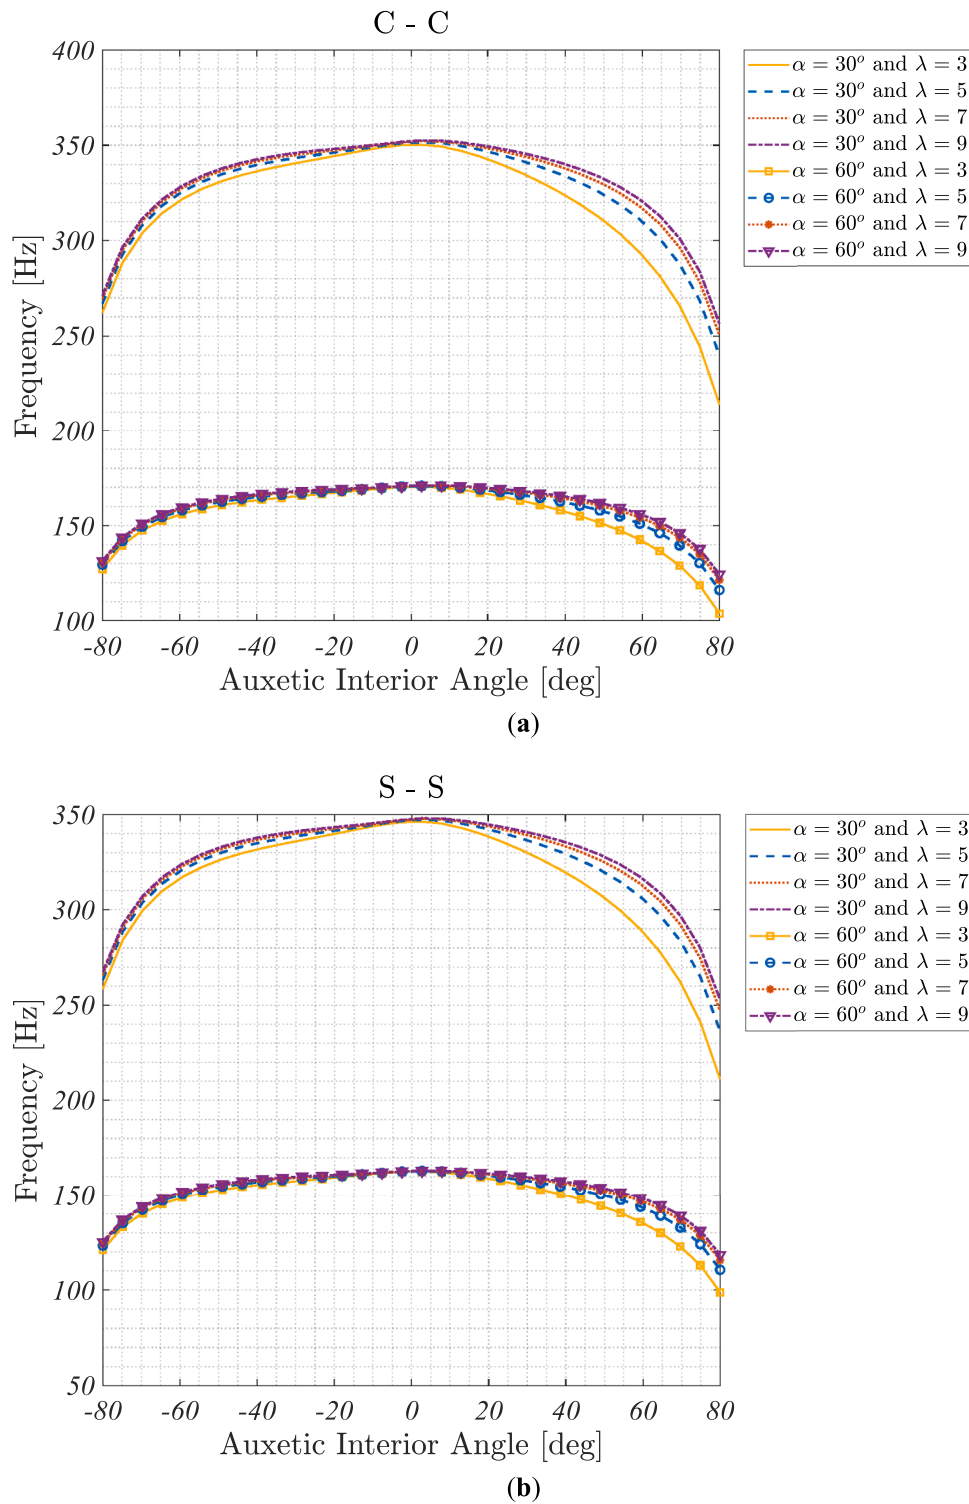 C - C
400
350
300
250
200
150
100
Frequency [Hz]
-80 -60 -40 -20 0 20 40 60 80
Auxetic Interior Angle [deg]
α = 30° and λ = 3
α = 30° and λ = 5
α = 30° and λ = 7
α = 30° and λ = 9
α = 60° and λ = 3
α = 60° and λ = 5
α = 60° and λ = 7
α = 60° and λ = 9
(a)
S - S
350
300
250
200
150
100
50
Frequency [Hz]
-80 -60 -40 -20 0 20 40 60 80
Auxetic Interior Angle [deg]
α = 30° and λ = 3
α = 30° and λ = 5
α = 30° and λ = 7
α = 30° and λ = 9
α = 60° and λ = 3
α = 60° and λ = 5
α = 60° and λ = 7
α = 60° and λ = 9
(b)